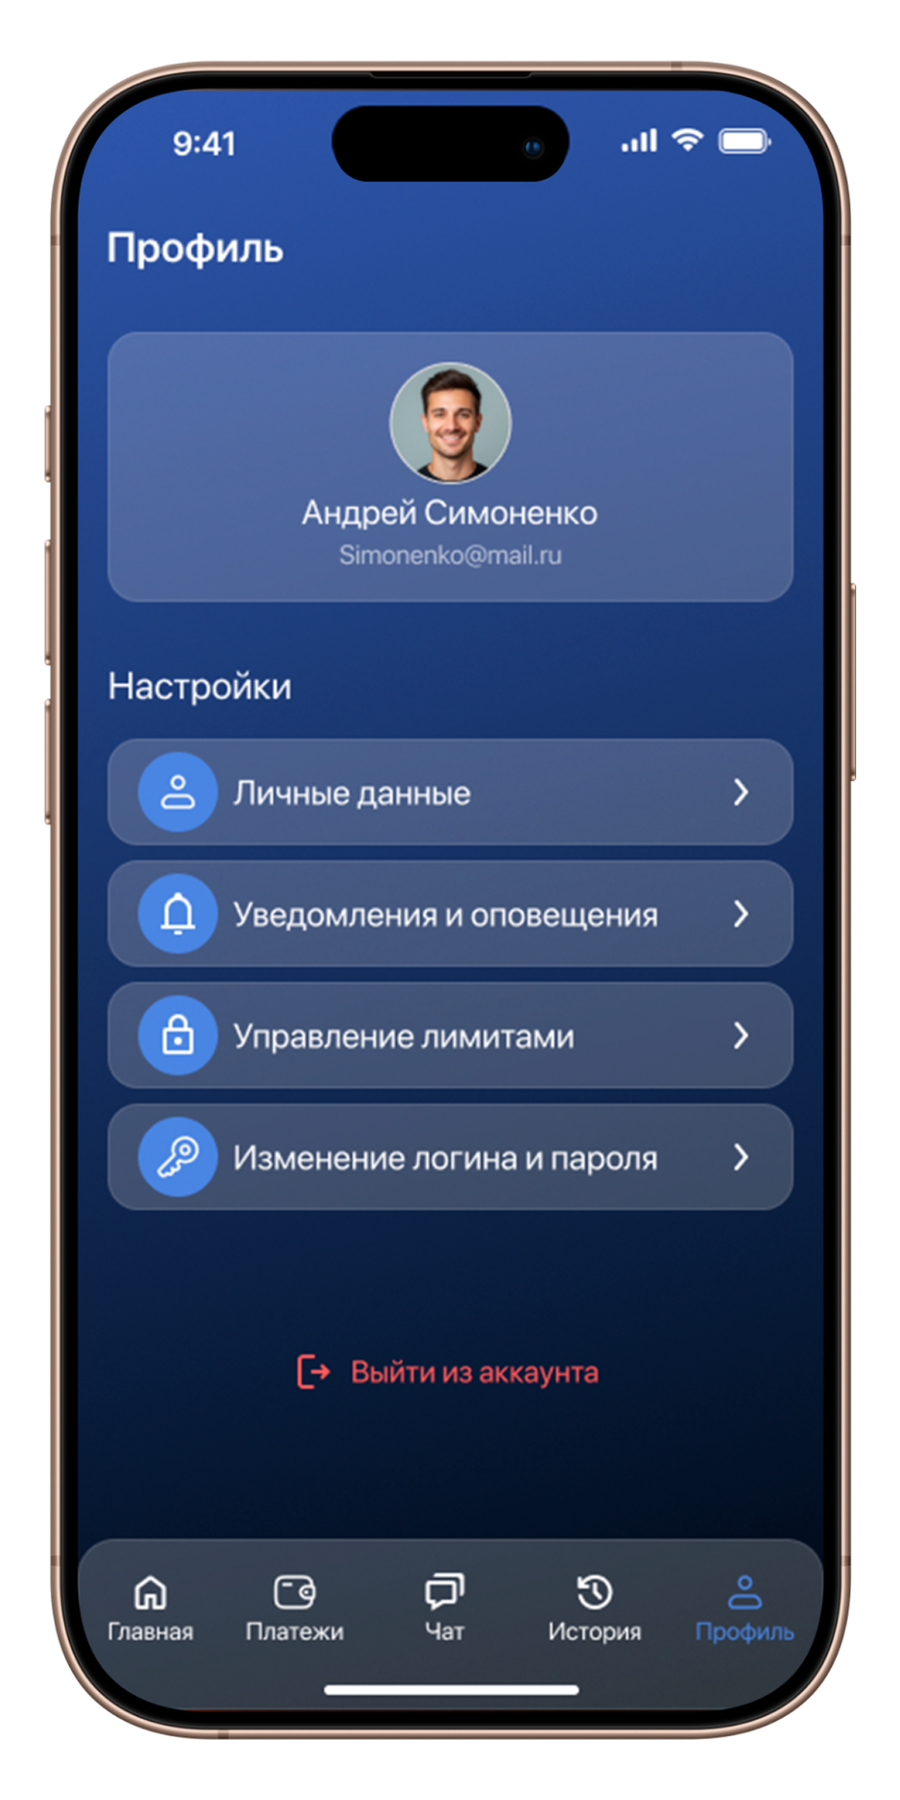 9:41
Профиль
Андрей Симоненко
Simonenko@mail.ru
Настройки
Личные данные
Уведомления и оповещения
Управление лимитами
Изменение логина и пароля
Выйти из аккаунта
Главная Платежи Чат История Профиль